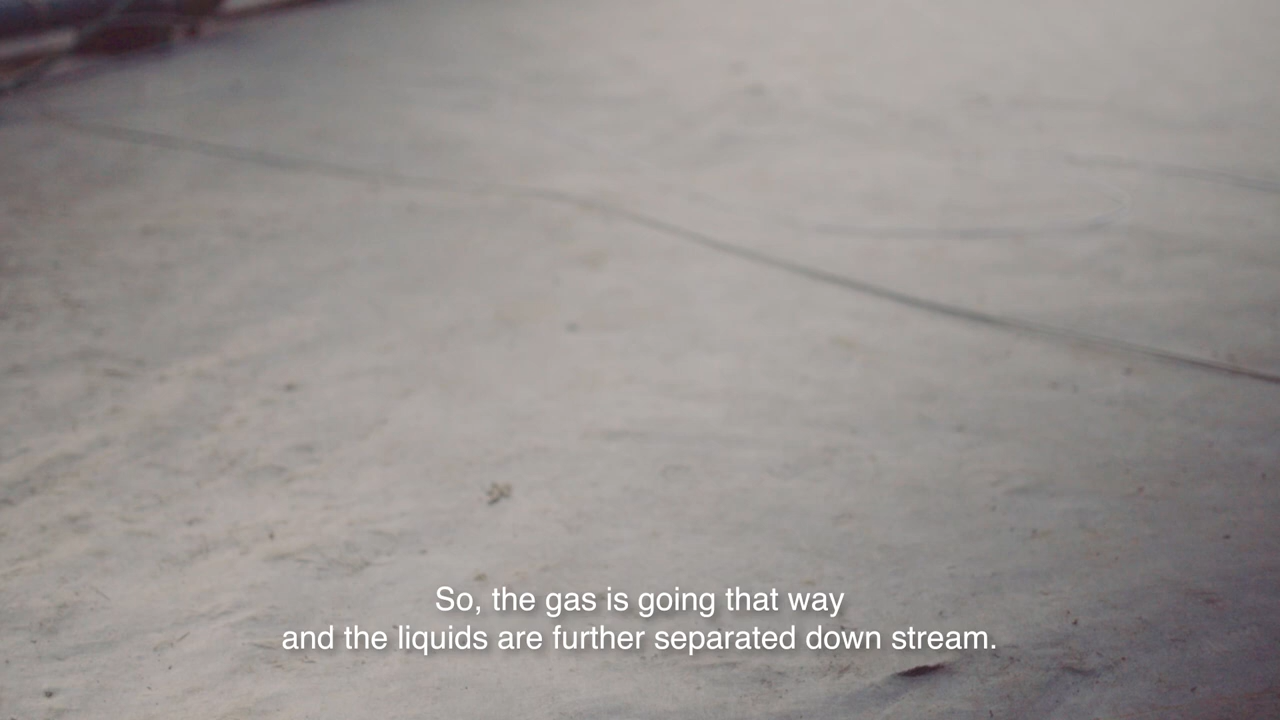 So, the gas is going that way
and the liquids are further separated down stream.